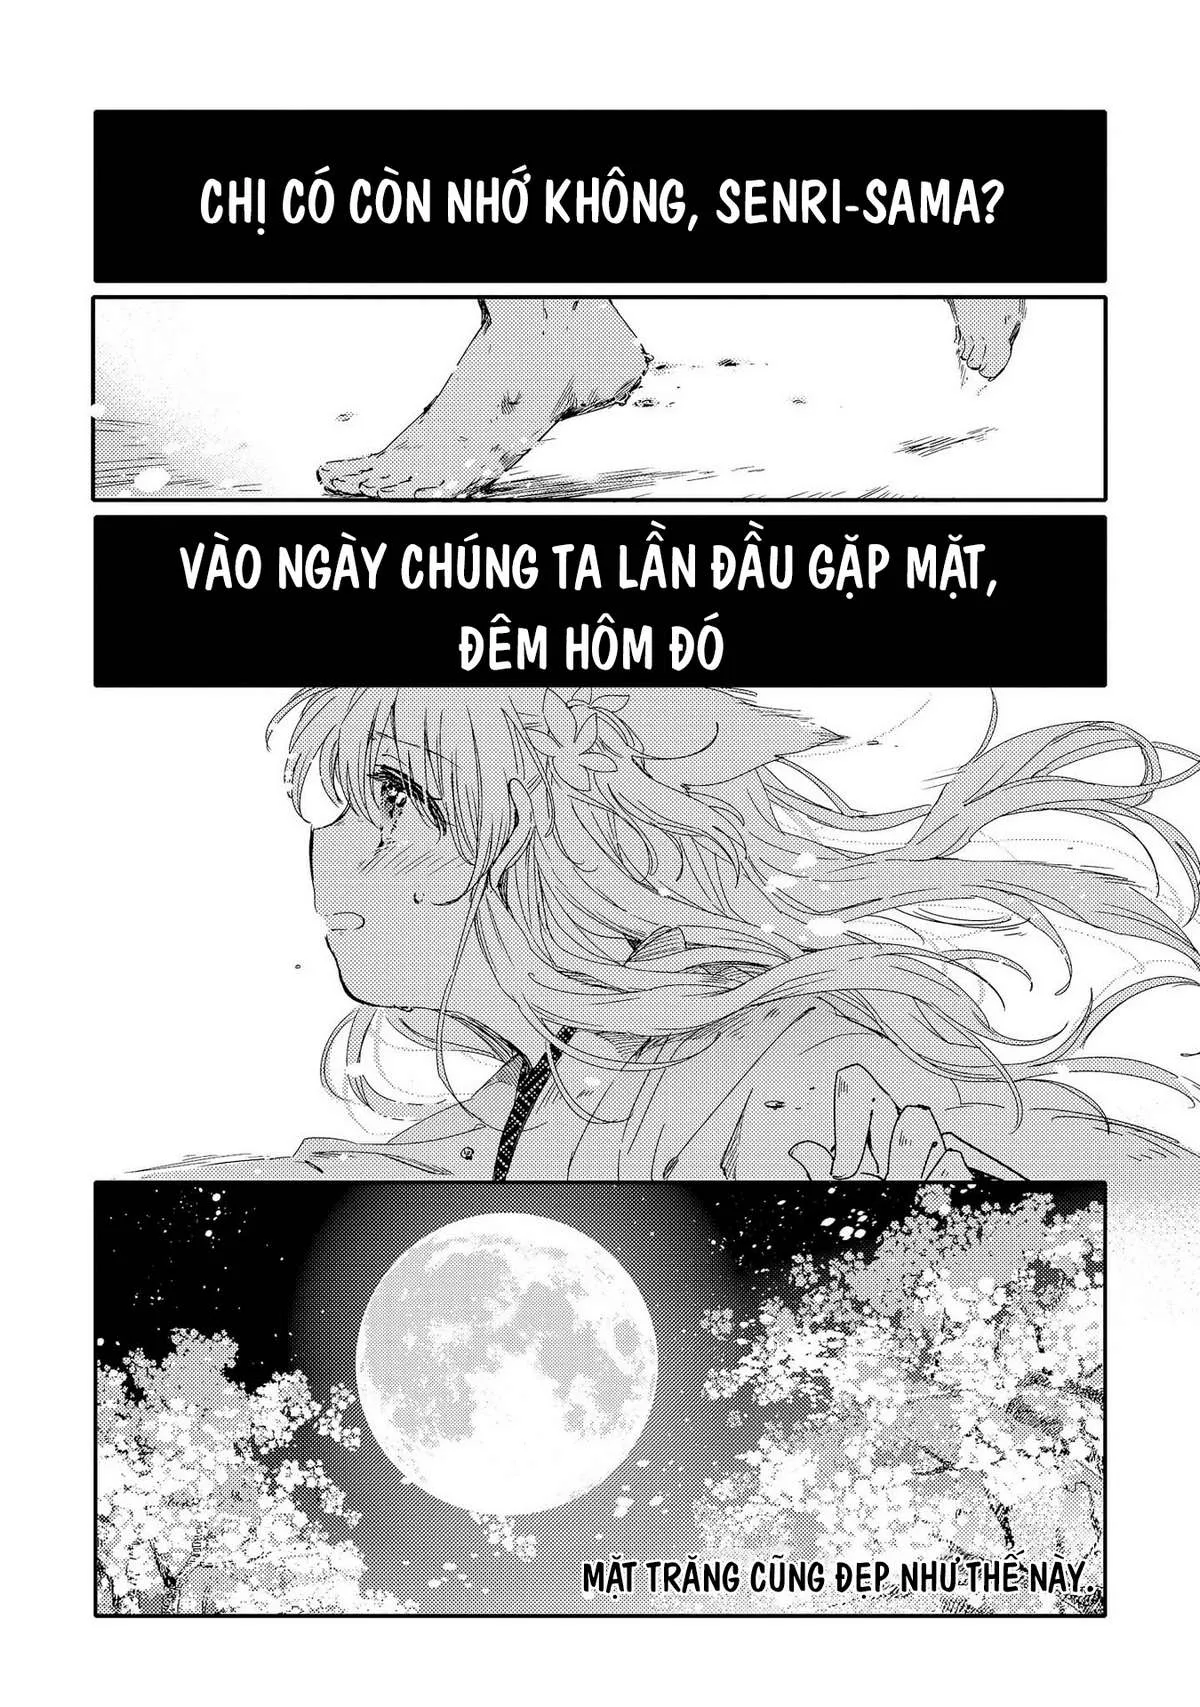 CHỊ CÓ CÒN NHỚ KHÔNG, SENRI-SAMA?
VÀO NGÀY CHÚNG TA LẦN ĐẦU GẶP MẶT,
ĐÊM HÔM ĐÓ
MẶT TRĂNG CŨNG ĐẸP NHƯ THẾ NÀY.